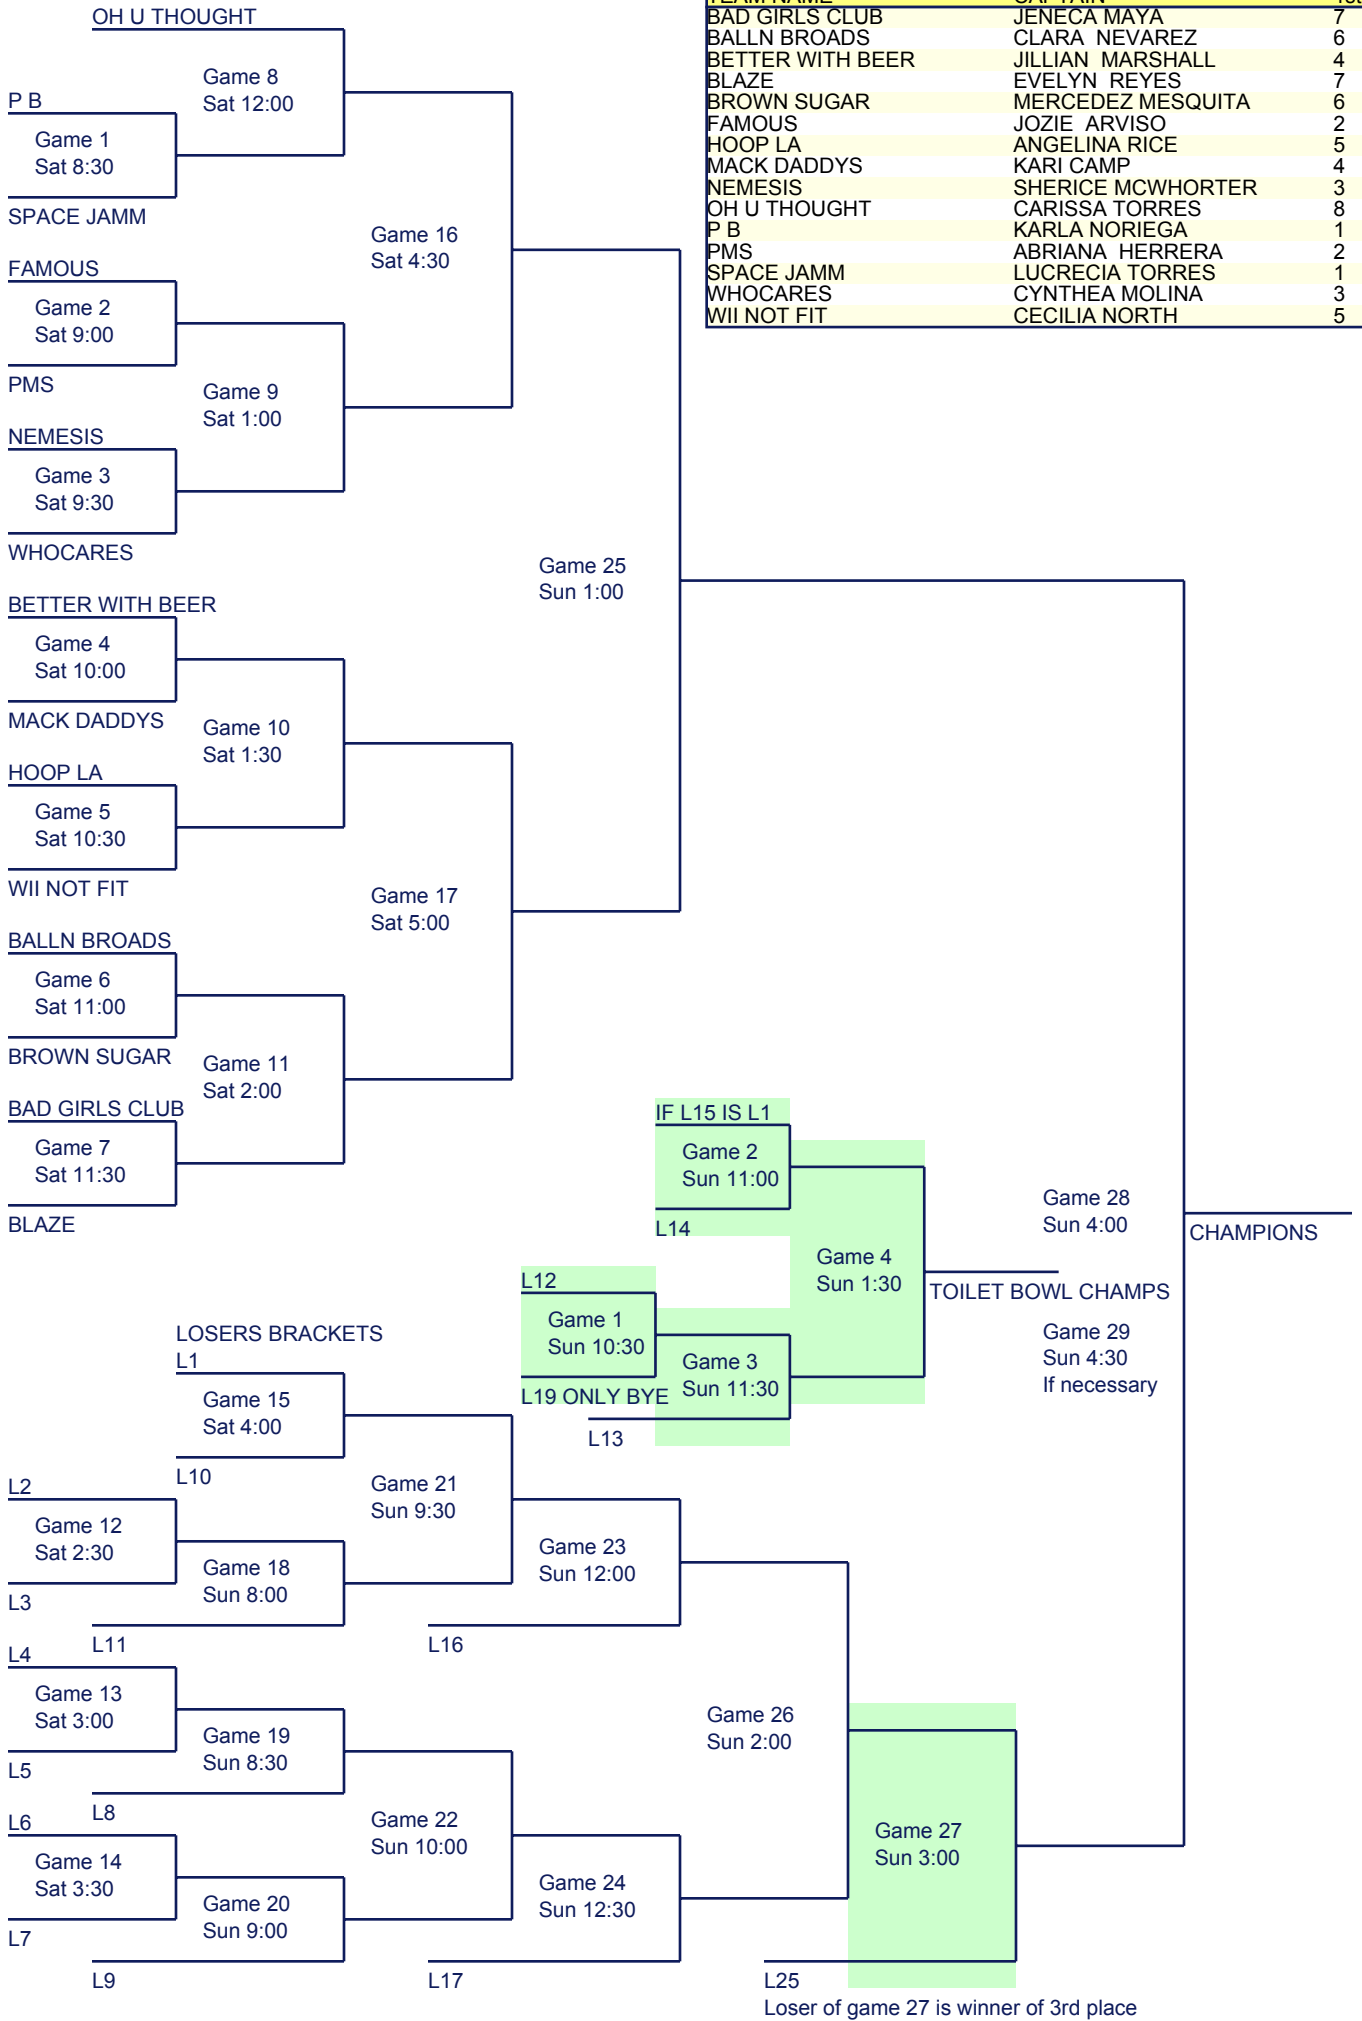 OH U THOUGHT
Game 8
Sat 12:00
P B
Game 1
Sat 8:30
SPACE JAMM
Game 16
Sat 4:30
FAMOUS
Game 2
Sat 9:00
PMS
Game 9
Sat 1:00
NEMESIS
Game 3
Sat 9:30
WHOCARES
Game 25
Sun 1:00
BETTER WITH BEER
Game 4
Sat 10:00
MACK DADDYS
Game 10
Sat 1:30
HOOP LA
Game 5
Sat 10:30
WII NOT FIT
Game 17
Sat 5:00
BALLN BROADS
Game 6
Sat 11:00
BROWN SUGAR
Game 11
Sat 2:00
BAD GIRLS CLUB
Game 7
Sat 11:30
BLAZE
TEAM NAME CAPTAIN
BAD GIRLS CLUB JENECA MAYA 7
BALLN BROADS CLARA NEVAREZ 6
BETTER WITH BEER JILLIAN MARSHALL 4
BLAZE EVELYN REYES 7
BROWN SUGAR MERCEDEZ MESQUITA 6
FAMOUS JOZIE ARVISO 2
HOOP LA ANGELINA RICE 5
MACK DADDYS KARI CAMP 4
NEMESIS SHERICE MCWHORTER 3
OH U THOUGHT CARISSA TORRES 8
P B KARLA NORIEGA 1
PMS ABRIANA HERRERA 2
SPACE JAMM LUCRECIA TORRES 1
WHOCARES CYNTHEA MOLINA 3
WII NOT FIT CECILIA NORTH 5
IF L15 IS L1
Game 2
Sun 11:00
L14
L12
Game 1
Sun 10:30
L19 ONLY BYE
Game 3
Sun 11:30
L13
Game 4
Sun 1:30
TOILET BOWL CHAMPS
Game 28
Sun 4:00
CHAMPIONS
Game 29
Sun 4:30
If necessary
LOSERS BRACKETS
L1
Game 15
Sat 4:00
L10
L2
Game 12
Sat 2:30
L3
Game 18
Sun 8:00
L11
Game 21
Sun 9:30
Game 23
Sun 12:00
L16
L4
Game 13
Sat 3:00
L5
Game 19
Sun 8:30
L8
L6
Game 14
Sat 3:30
L7
Game 20
Sun 9:00
L9
Game 22
Sun 10:00
Game 24
Sun 12:30
L17
Game 26
Sun 2:00
Game 27
Sun 3:00
L25
Loser of game 27 is winner of 3rd place